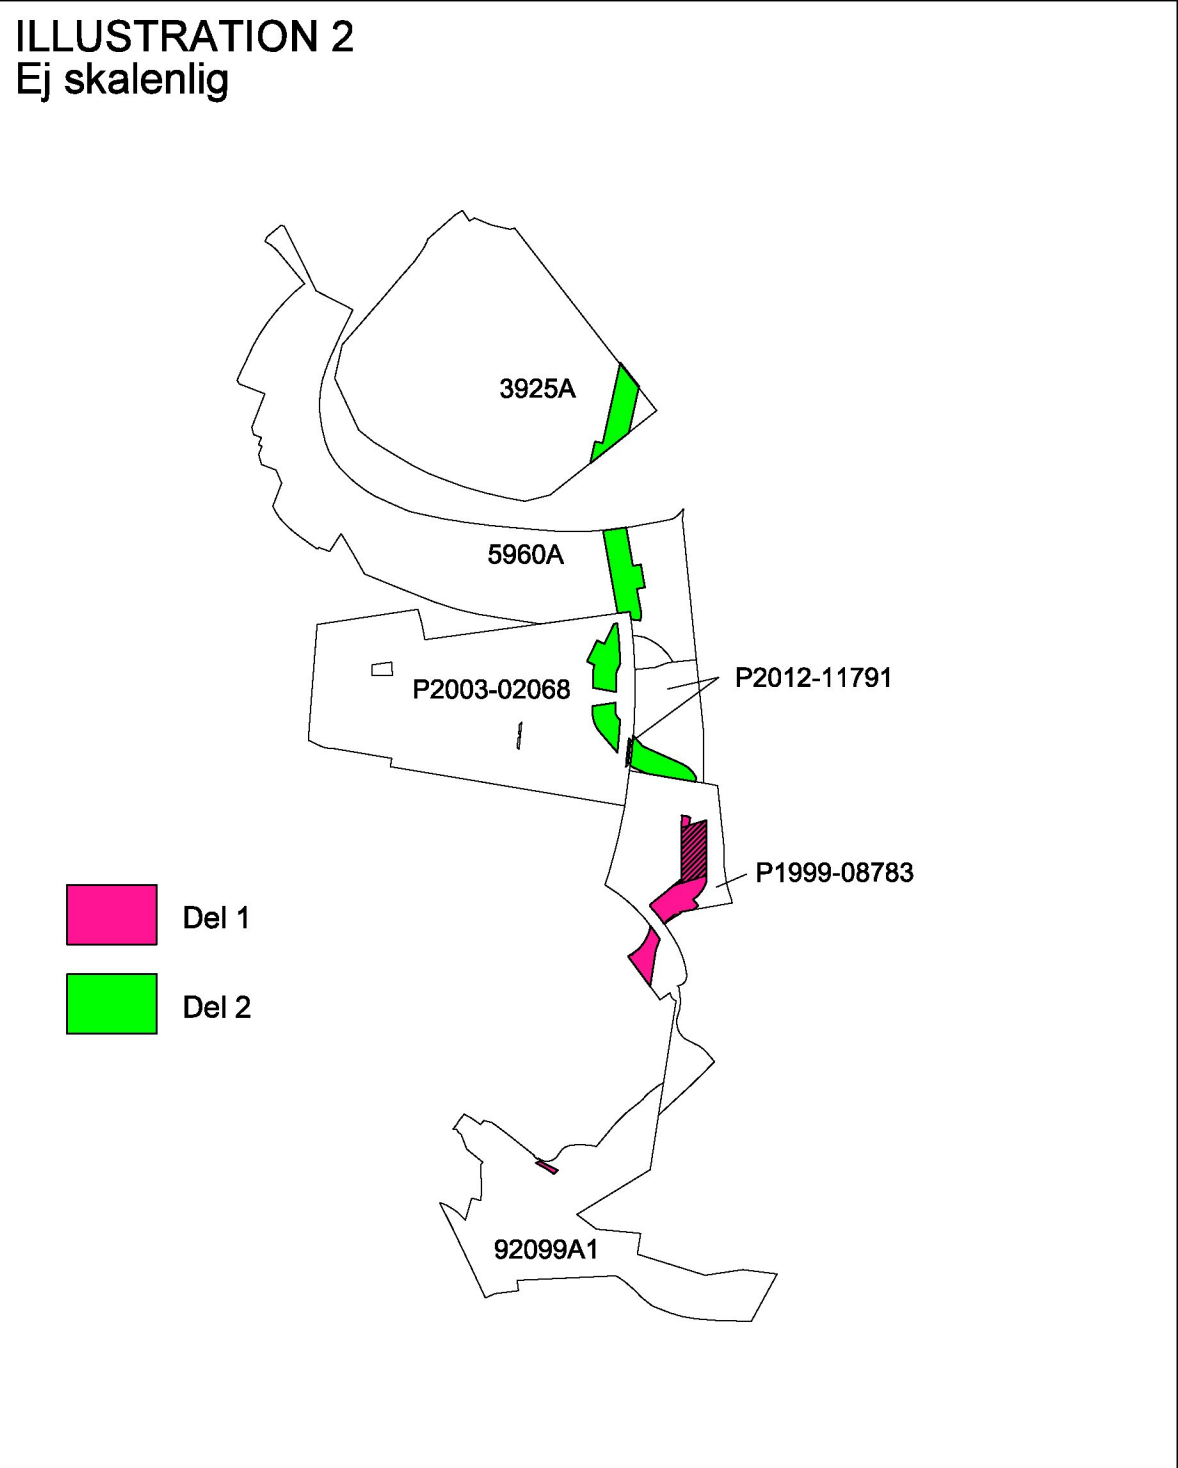 ILLUSTRATION 2
Ej skalenlig
3925A
5960A
P2003-02068
P2012-11791
P1999-08783
Del 1
Del 2
92099A1